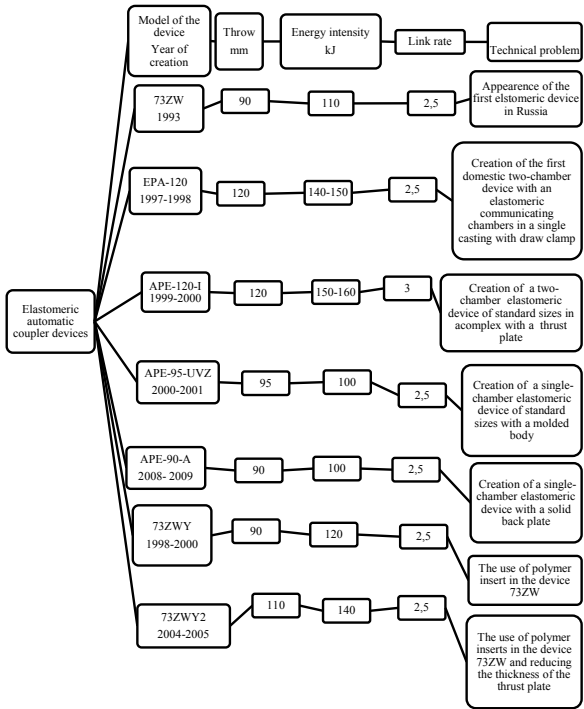 Model of the
device
Year of
creation
Throw
mm
Energy intensity
kJ
Link rate
Technical problem
73ZW
1993
90
110
2,5
Appearence of the
first elstomeric device
in Russia
EPA-120
1997-1998
120
140-150
2,5
Creation of the first
domestic two-chamber
device with an
elastomeric
communicating
chambers in a single
casting with draw clamp
Elastomeric
automatic
coupler devices
APE-120-I
1999-2000
120
150-160
3
Creation of a two-
chamber elastomeric
device of standard sizes in
acomplex with a thrust
plate
APE-95-UVZ
2000-2001
95
100
2,5
Creation of a single-
chamber elastomeric
device of standard
sizes with a molded
body
APE-90-A
2008- 2009
90
100
2,5
Creation of a single-
chamber elastomeric
device with a solid
back plate
73ZWY
1998-2000
90
120
2,5
The use of polymer
insert in the device
73ZW
73ZWY2
2004-2005
110
140
2,5
The use of polymer
inserts in the device
73ZW and reducing
the thickness of the
thrust plate